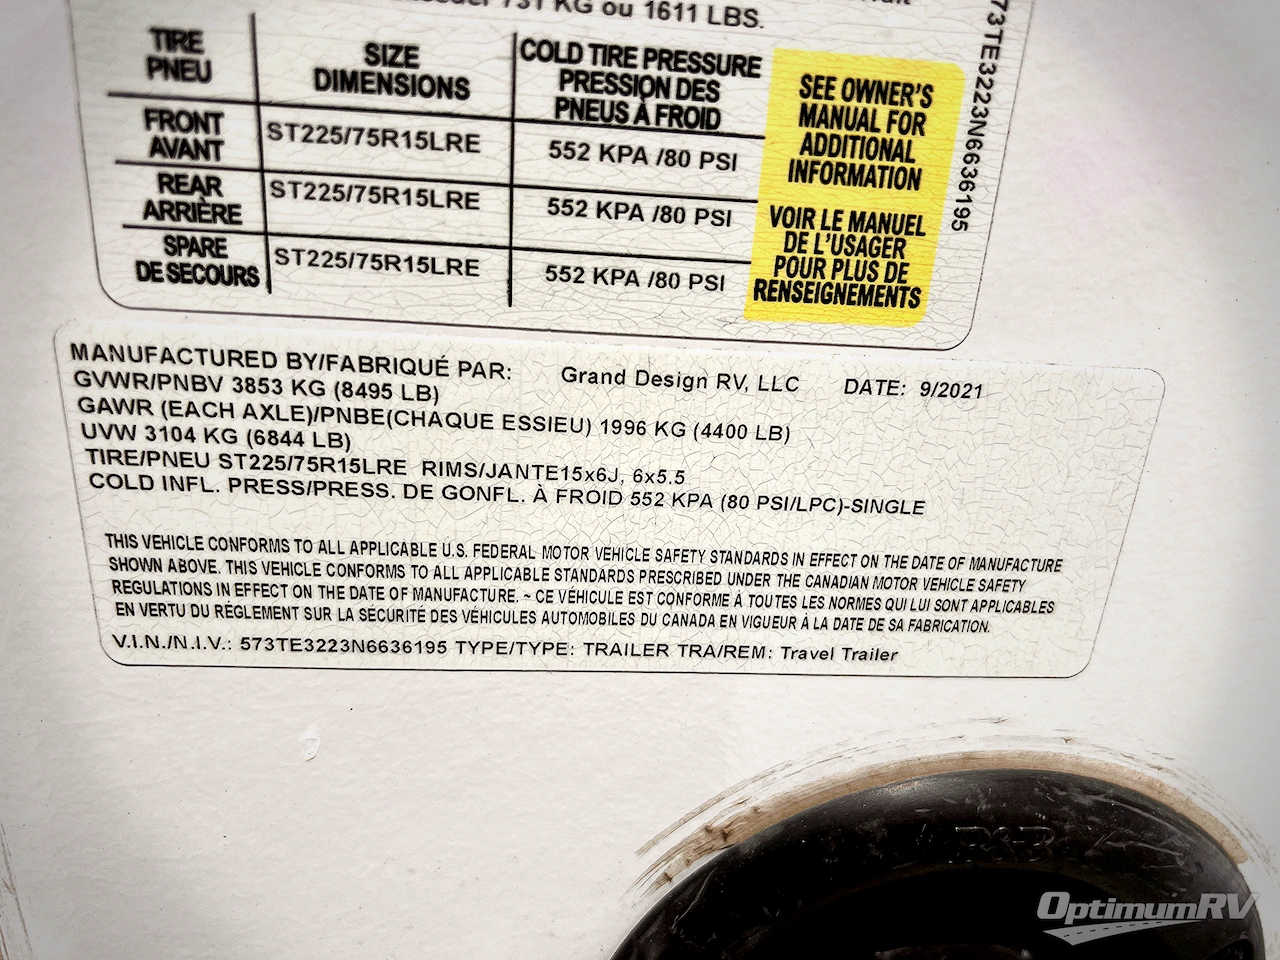 731 KG ou 1611 LBS.
TIRE
PNEU
SIZE
DIMENSIONS
COLD TIRE PRESSURE
PRESSION DES
PNEUS À FROID
FRONT
AVANT
ST225/75R15LRE
552 KPA /80 PSI
REAR
ARRIÈRE
ST225/75R15LRE
552 KPA /80 PSI
SPARE
DE SECOURS
ST225/75R15LRE
552 KPA /80 PSI
SEE OWNER'S
MANUAL FOR
ADDITIONAL
INFORMATION
VOIR LE MANUEL
DE L'USAGER
POUR PLUS DE
RENSEIGNEMENTS
73TE3223N6636195
MANUFACTURED BY/FABRIQUÉ PAR: Grand Design RV, LLC DATE: 9/2021
GVWR/PNBV 3853 KG (8495 LB)
GAWR (EACH AXLE)/PNBE(CHAQUE ESSIEU) 1996 KG (4400 LB)
UVW 3104 KG (6844 LB)
TIRE/PNEU ST225/75R15LRE RIMS/JANTE15x6J, 6x5.5
COLD INFL. PRESS/PRESS. DE GONFL. À FROID 552 KPA (80 PSI/LPC)-SINGLE
THIS VEHICLE CONFORMS TO ALL APPLICABLE U.S. FEDERAL MOTOR VEHICLE SAFETY STANDARDS IN EFFECT ON THE DATE OF MANUFACTURE
SHOWN ABOVE. THIS VEHICLE CONFORMS TO ALL APPLICABLE STANDARDS PRESCRIBED UNDER THE CANADIAN MOTOR VEHICLE SAFETY
REGULATIONS IN EFFECT ON THE DATE OF MANUFACTURE. ~ CE VÉHICULE EST CONFORME À TOUTES LES NORMES QUI LUI SONT APPLICABLES
EN VERTU DU RÉGLEMENT SUR LA SÉCURITÉ DES VÉHICULES AUTOMOBILES DU CANADA EN VIGUEUR À LA DATE DE SA FABRICATION.
V.I.N./N.I.V.: 573TE3223N6636195 TYPE/TYPE: TRAILER TRA/REM: Travel Trailer
OptimumRV